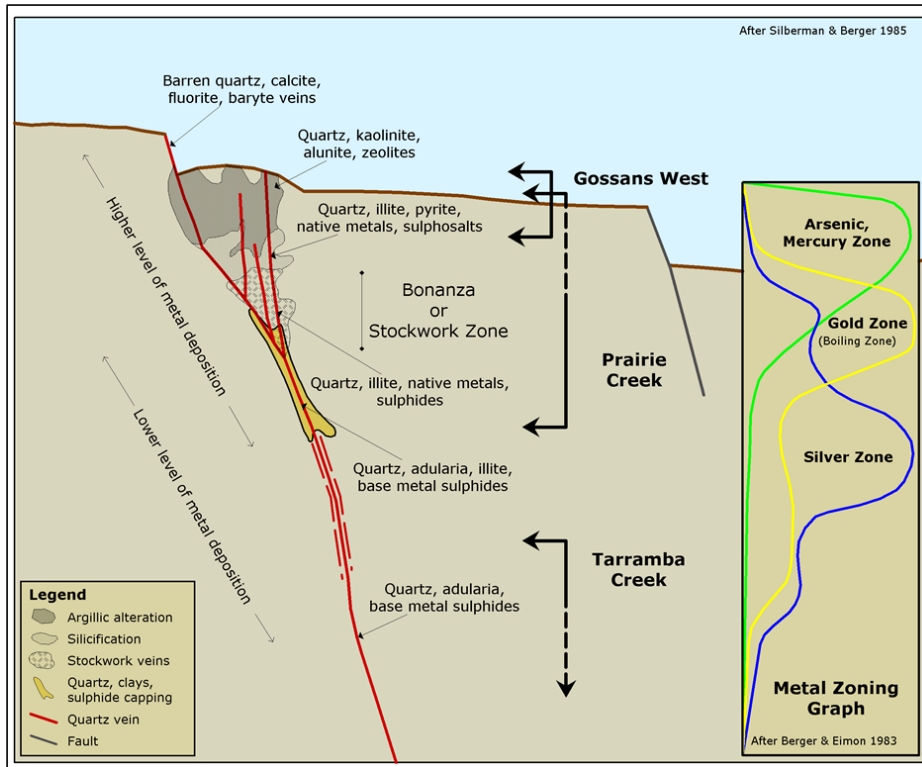 After Silberman & Berger 1985
Barren quartz, calcite,
fluorite, baryte veins
Quartz, kaolinite,
alunite, zeolites
Gossans West
Quartz, illite, pyrite,
native metals, sulphosalts
Higher level of metal deposition
Bonanza
or
Stockwork Zone
Prairie
Creek
Quartz, illite, native metals,
sulphides
Lower level of metal deposition
Quartz, adularia, illite,
base metal sulphides
Tarramba
Creek
Quartz, adularia,
base metal sulphides
Arsenic,
Mercury Zone
Gold Zone
(Boiling Zone)
Silver Zone
Metal Zoning
Graph
After Berger & Eimon 1983
Legend
Argillic alteration
Silicification
Stockwork veins
Quartz, clays,
sulphide capping
Quartz vein
Fault